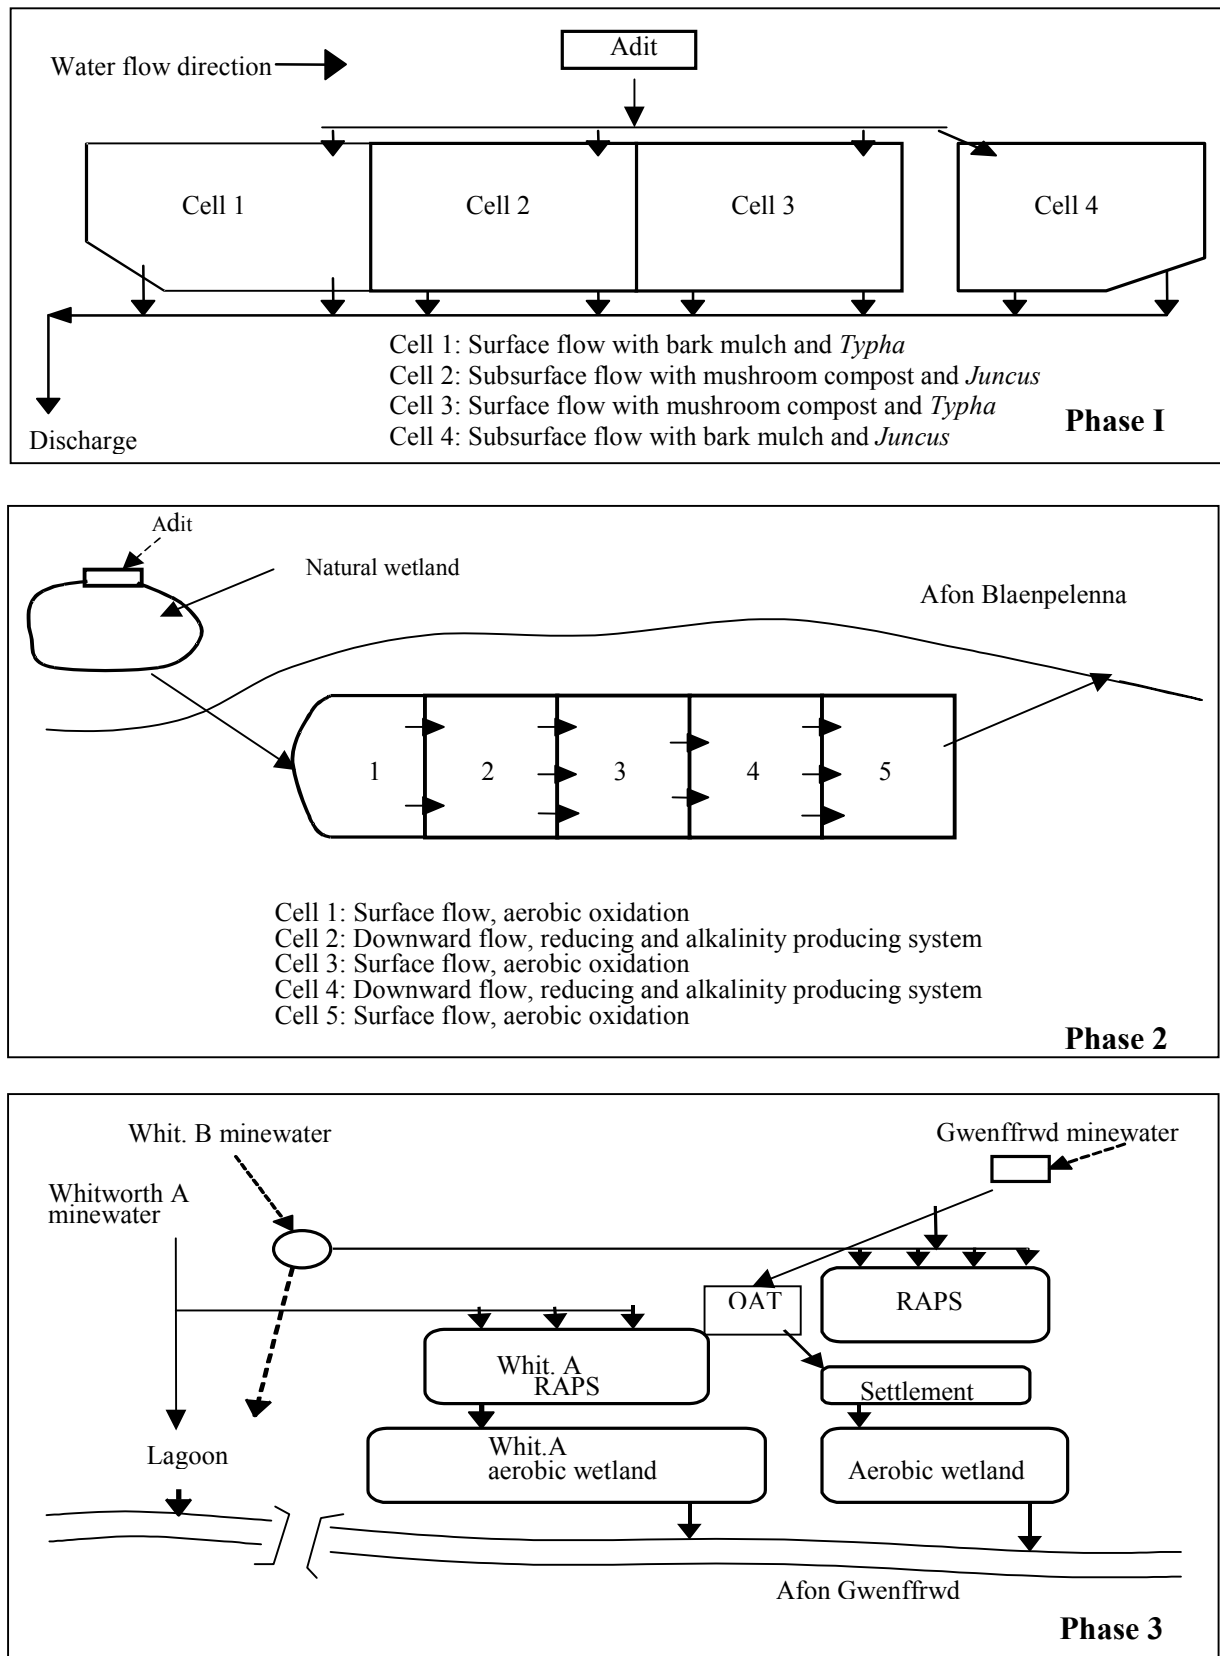 Adit
Water flow direction
Cell 1
Cell 2
Cell 3
Cell 4
Cell 1: Surface flow with bark mulch and Typha
Cell 2: Subsurface flow with mushroom compost and Juncus
Cell 3: Surface flow with mushroom compost and Typha
Cell 4: Subsurface flow with bark mulch and Juncus
Phase I
Discharge
Adit
Natural wetland
Afon Blaenpelenna
1
2
3
4
5
Cell 1: Surface flow, aerobic oxidation
Cell 2: Downward flow, reducing and alkalinity producing system
Cell 3: Surface flow, aerobic oxidation
Cell 4: Downward flow, reducing and alkalinity producing system
Cell 5: Surface flow, aerobic oxidation
Phase 2
Whit. B minewater
Gwenffrwd minewater
Whitworth A
minewater
OAT
RAPS
Whit. A
RAPS
Settlement
Lagoon
Whit.A
aerobic wetland
Aerobic wetland
Afon Gwenffrwd
Phase 3